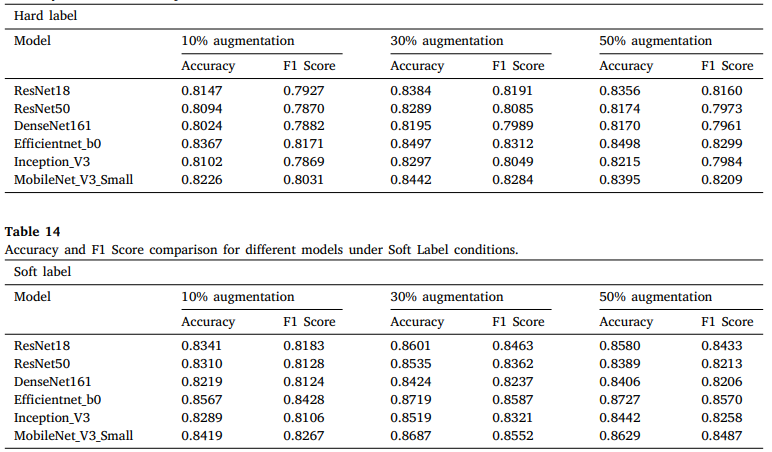 Hard label
Model 10% augmentation 30% augmentation 50% augmentation
Accuracy F1 Score Accuracy F1 Score Accuracy F1 Score
ResNet18 0.8147 0.7927 0.8384 0.8191 0.8356 0.8160
ResNet50 0.8094 0.7870 0.8289 0.8085 0.8174 0.7973
DenseNet161 0.8024 0.7882 0.8195 0.7989 0.8170 0.7961
Efficientnet_b0 0.8367 0.8171 0.8497 0.8312 0.8498 0.8299
Inception_V3 0.8102 0.7869 0.8297 0.8049 0.8215 0.7984
MobileNet_V3_Small 0.8226 0.8031 0.8442 0.8284 0.8395 0.8209
Table 14
Accuracy and F1 Score comparison for different models under Soft Label conditions.
Soft label
Model 10% augmentation 30% augmentation 50% augmentation
Accuracy F1 Score Accuracy F1 Score Accuracy F1 Score
ResNet18 0.8341 0.8183 0.8601 0.8463 0.8580 0.8433
ResNet50 0.8310 0.8128 0.8535 0.8362 0.8389 0.8213
DenseNet161 0.8219 0.8124 0.8424 0.8237 0.8406 0.8206
Efficientnet_b0 0.8567 0.8428 0.8719 0.8587 0.8727 0.8570
Inception_V3 0.8289 0.8106 0.8519 0.8321 0.8442 0.8258
MobileNet_V3_Small 0.8419 0.8267 0.8687 0.8552 0.8629 0.8487